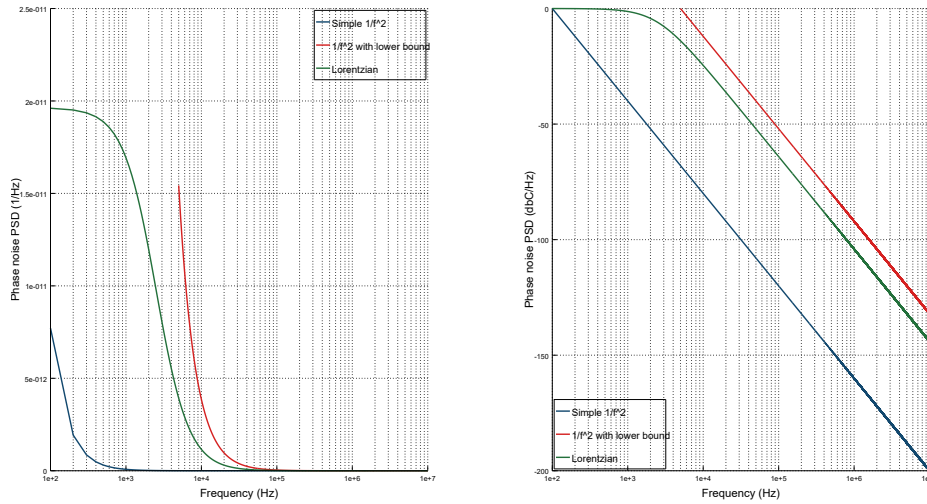 2.5e-011
2e-011
1.5e-011
1e-011
5e-012
0
Phase noise PSD (1/Hz)
1e+2
1e+3
1e+4
1e+5
1e+6
1e+7
Frequency (Hz)
Simple 1/f^2
1/f^2 with lower bound
Lorentzian
0
-50
-100
-150
-200
Phase noise PSD (dbC/Hz)
1e+2
1e+3
1e+4
1e+5
1e+6
Frequency (Hz)
Simple 1/f^2
1/f^2 with lower bound
Lorentzian